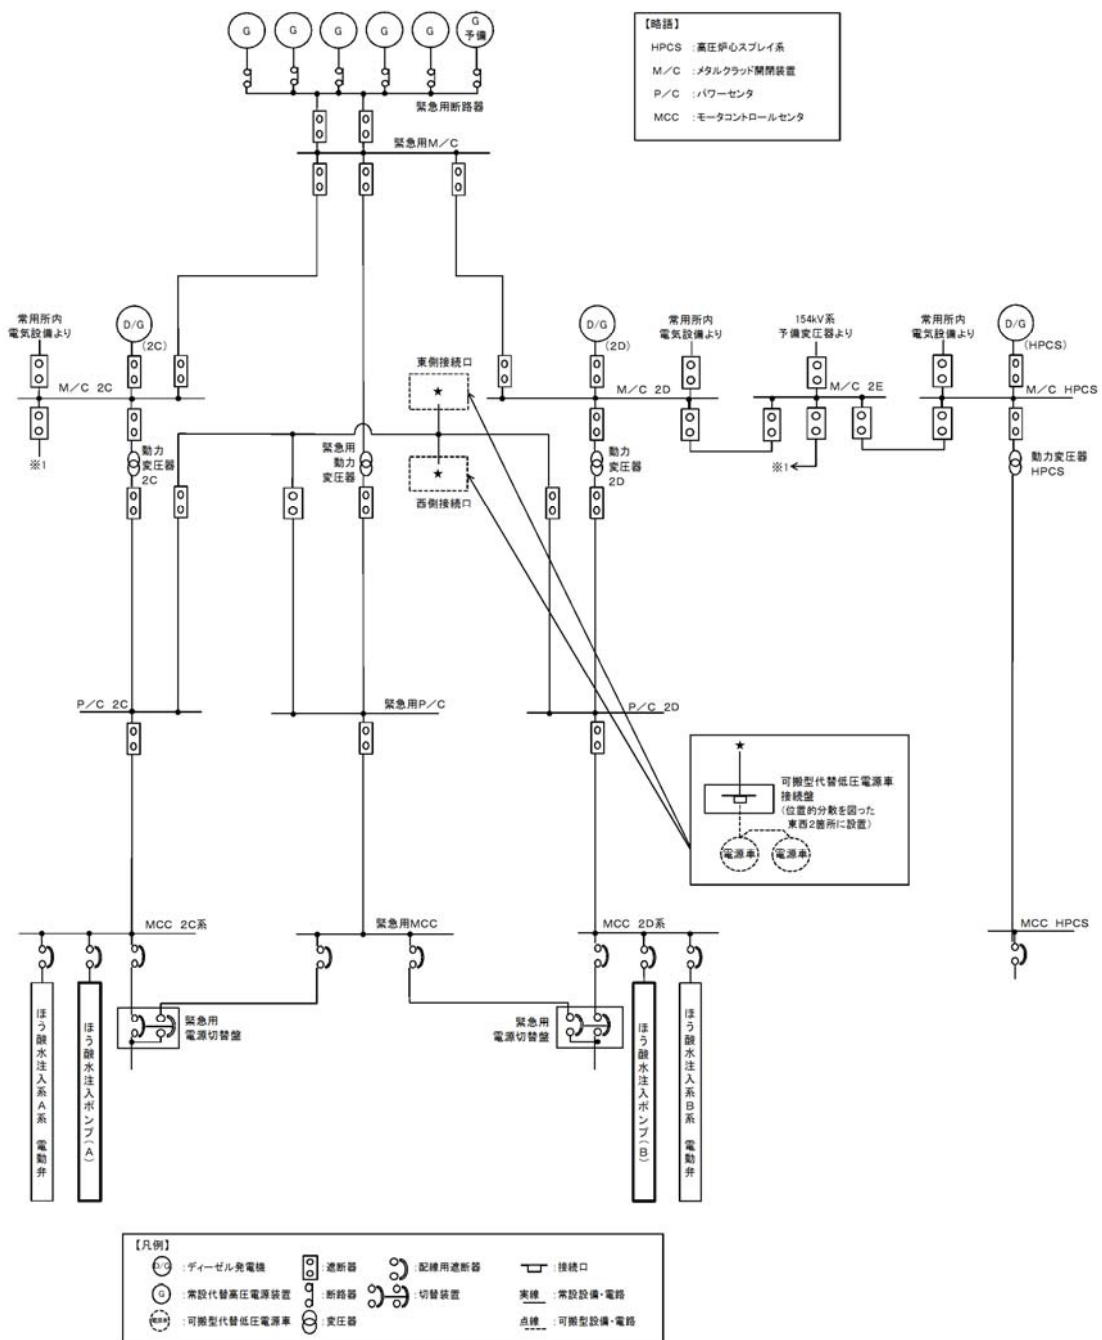 G G G G G G
予備
【略語】
HPCS :高圧炉心スプレイ系
M/C :メタルクラッド開閉装置
P/C :パワーセンタ
MCC :モータコントロールセンタ
緊急用断路器
緊急用M/C
常用所内
電気設備より
D/G
(2C)
M/C 2C
※1
動力
変圧器
2C
緊急用
動力
変圧器
東側接続口
★
★
西側接続口
D/G
(2D)
M/C 2D
動力
変圧器
2D
常用所内
電気設備より
154kV系
予備変圧器より
M/C 2E
※1
常用所内
電気設備より
D/G
(HPCS)
M/C HPCS
動力変圧器
HPCS
P/C 2C
緊急用P/C
P/C 2D
★
可搬型代替低圧電源車
接続盤
(位置的分散を図った
東西2箇所に設置)
電源車 電源車
MCC 2C系
緊急用MCC
MCC 2D系
MCC HPCS
緊急用
電源切替盤
緊急用
電源切替盤
ほう酸水注入系A系 電動弁
ほう酸水注入ポンプ(A)
ほう酸水注入ポンプ(B)
ほう酸水注入系B系 電動弁
【凡例】
D/G :ディーゼル発電機
:遮断器
:配線用遮断器
:接続口
G :常設代替高圧電源装置
:断路器
:切替装置
実線 :常設設備・電路
電源車 :可搬型代替低圧電源車
:変圧器
点線 :可搬型設備・電路